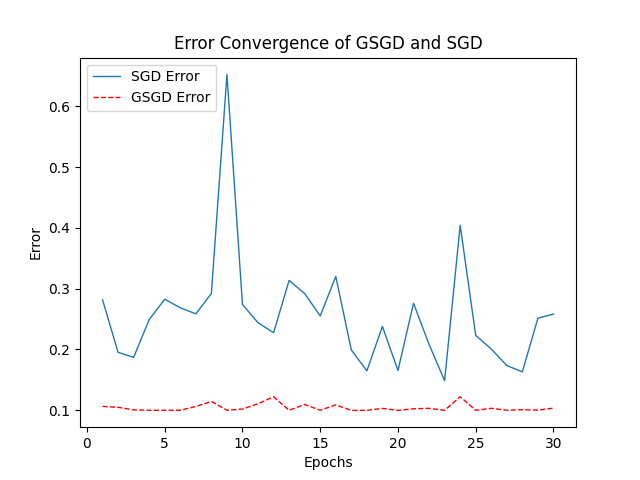 Error Convergence of GSGD and SGD
SGD Error
GSGD Error
0.6
0.5
0.4
0.3
0.2
0.1
Error
0 5 10 15 20 25 30
Epochs